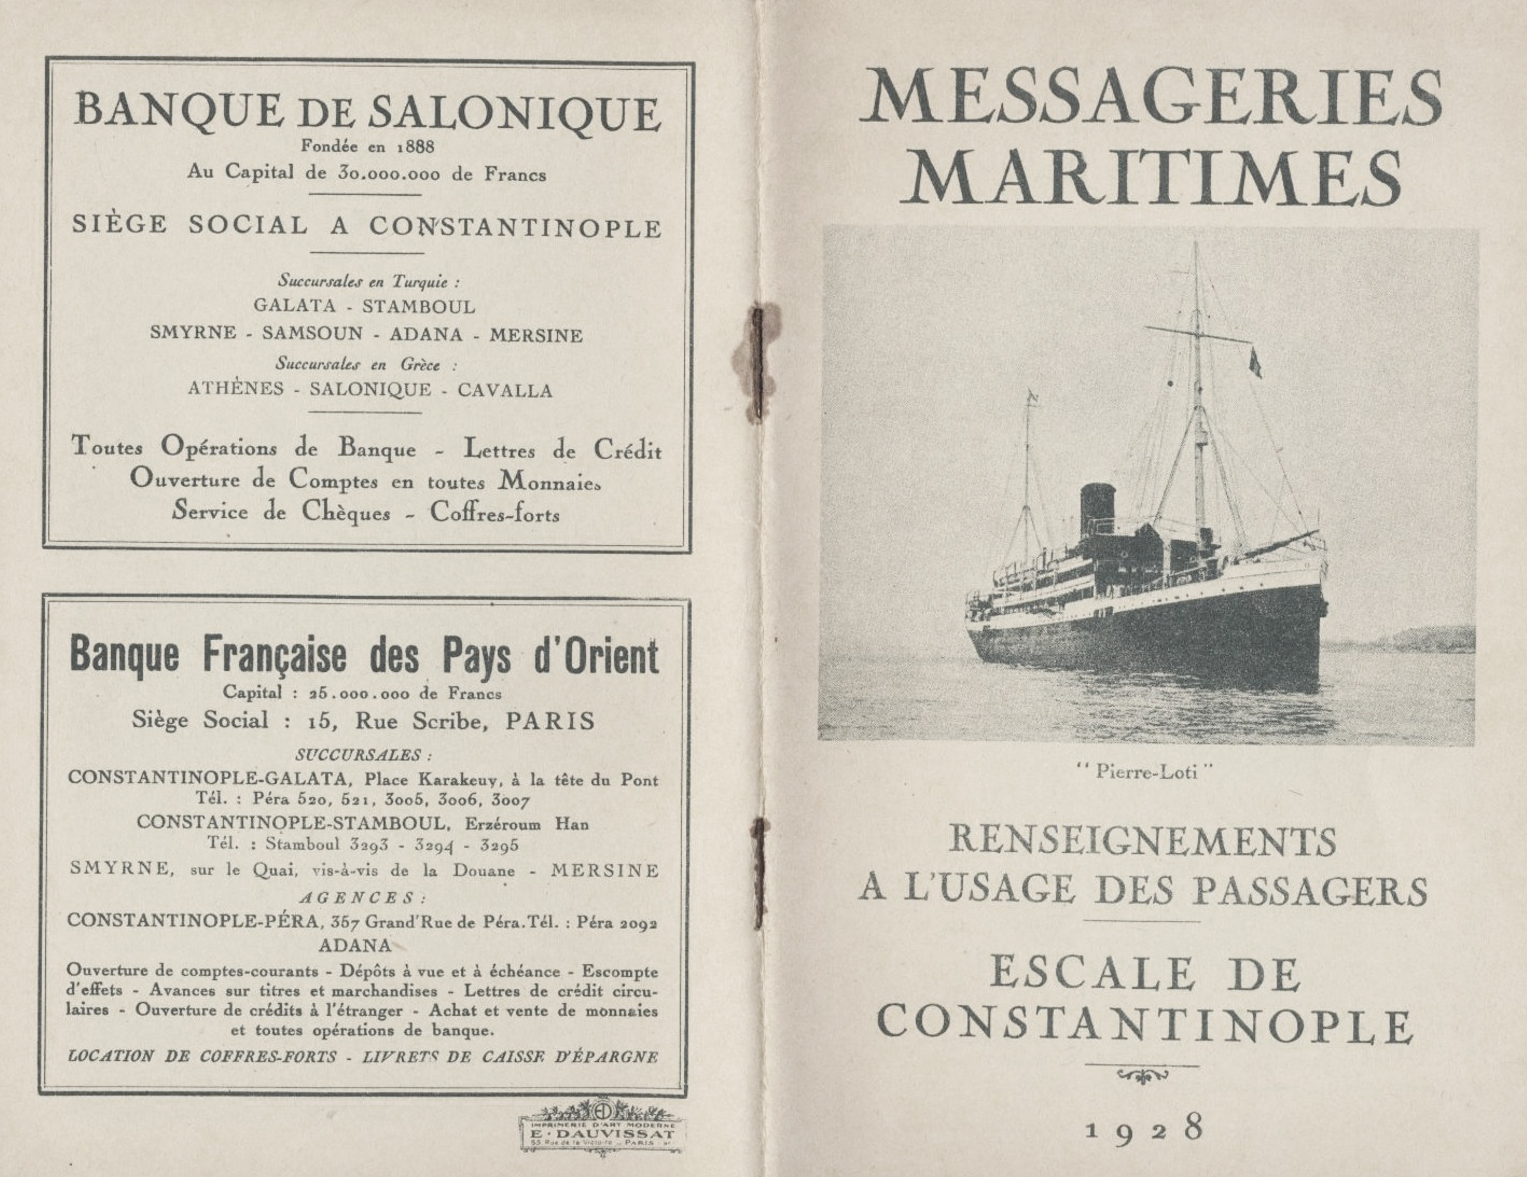 BANQUE DE SALONIQUE
Fondée en 1888
Au Capital de 30.000.000 de Francs
SIÈGE SOCIAL A CONSTANTINOPLE
Succursales en Turquie :
GALATA - STAMBOUL
SMYRNE - SAMSOUN - ADANA - MERSINE
Succursales en Grèce :
ATHÈNES - SALONIQUE - CAVALLA
Toutes Opérations de Banque - Lettres de Crédit
Ouverture de Comptes en toutes Monnaies
Service de Chèques - Coffres-forts
Banque Française des Pays d'Orient
Capital : 25.000.000 de Francs
Siège Social : 15, Rue Scribe, PARIS
SUCCURSALES :
CONSTANTINOPLE-GALATA, Place Karakeuy, à la tête du Pont
Tél. : Péra 520, 521, 3005, 3006, 3007
CONSTANTINOPLE-STAMBOUL, Erzéroum Han
Tél. : Stamboul 3293 - 3294 - 3295
SMYRNE, sur le Quai, vis-à-vis de la Douane - MERSINE
AGENCES :
CONSTANTINOPLE-PÉRA, 357 Grand'Rue de Péra. Tél. : Péra 2092
ADANA
Ouverture de comptes-courants - Dépôts à vue et à échéance - Escompte
d'effets - Avances sur titres et marchandises - Lettres de crédit circu-
laires - Ouverture de crédits à l'étranger - Achat et vente de monnaies
et toutes opérations de banque.
LOCATION DE COFFRES-FORTS - LIVRETS DE CAISSE D'ÉPARGNE
ED
IMPRIMERIE D'ART MODERNE
E · DAUVISSAT
53 Rue de la Victoire _ PARIS
MESSAGERIES
MARITIMES
"Pierre-Loti"
RENSEIGNEMENTS
A L'USAGE DES PASSAGERS
ESCALE DE
CONSTANTINOPLE
1928